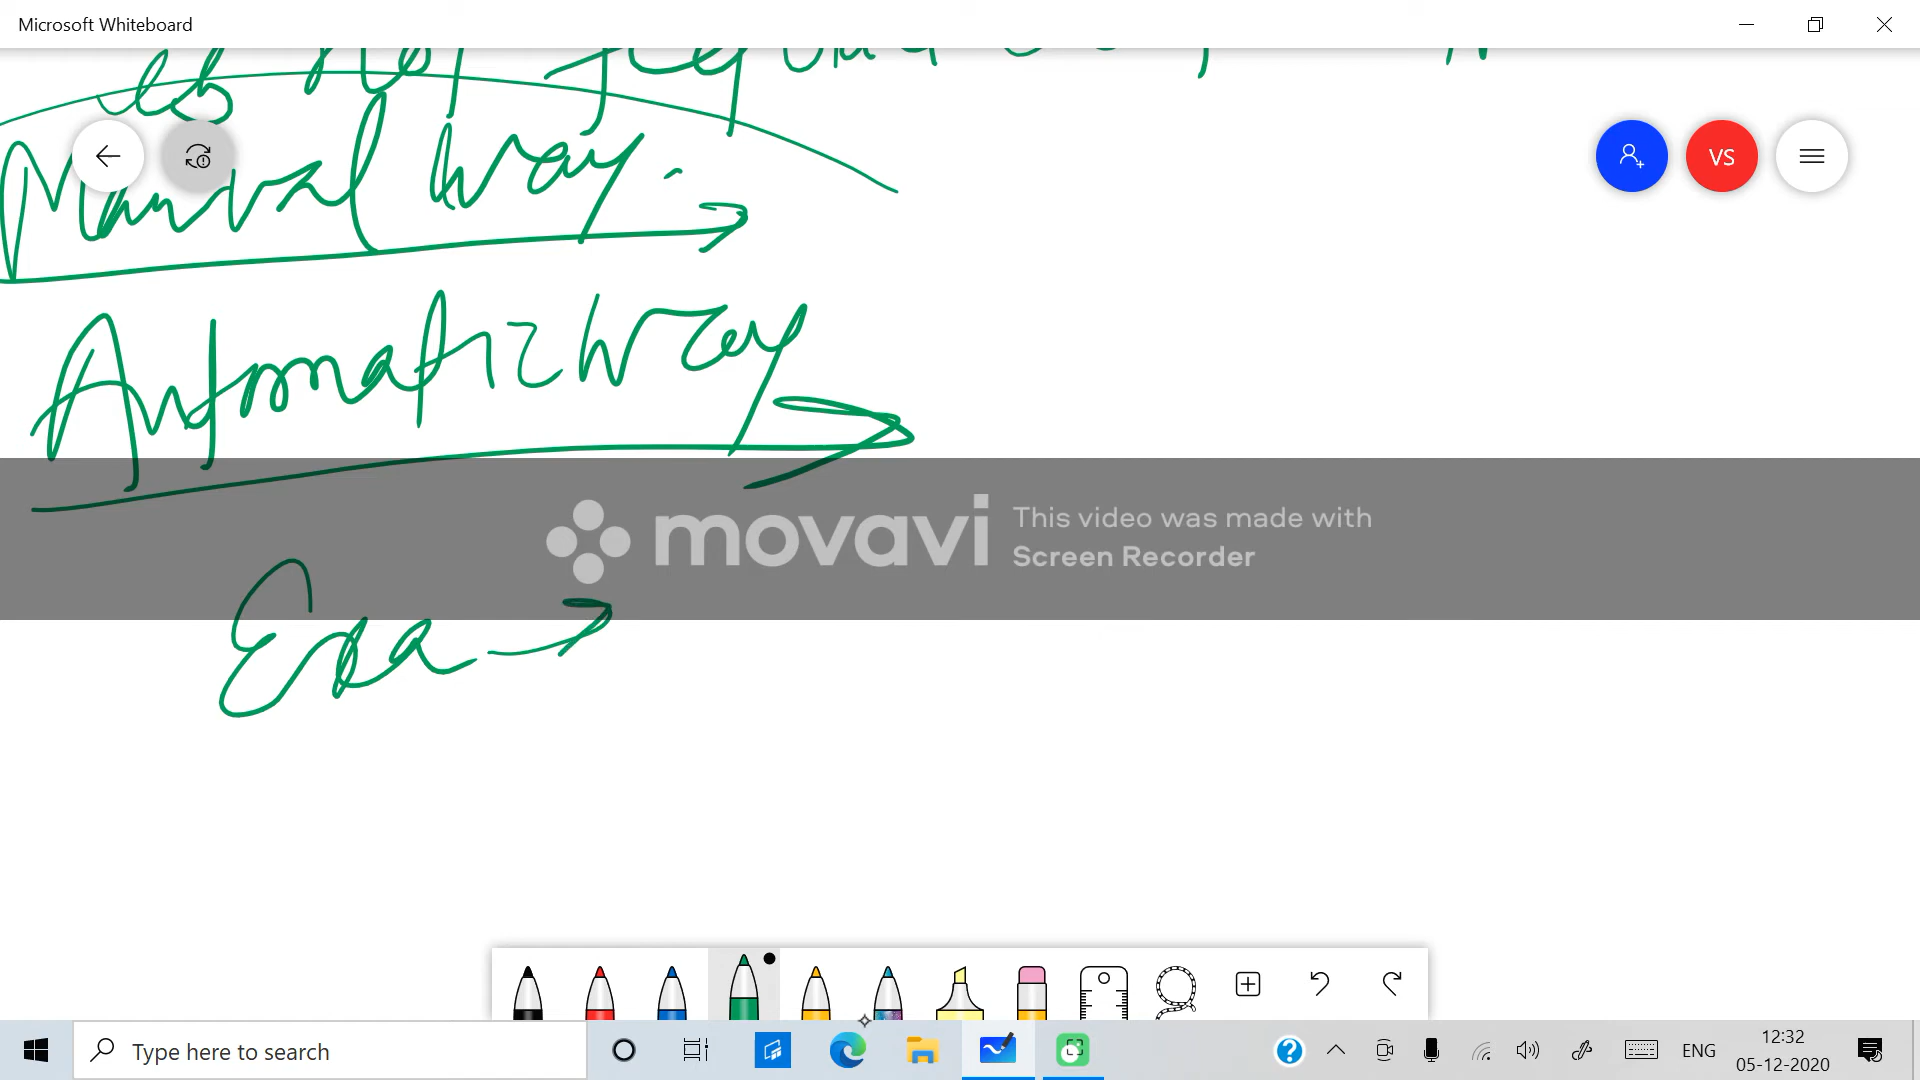 Microsoft Whiteboard
Manual Way.
VS
Automatic Way
movavi
This video was made with
Screen Recorder
Exa
Type here to search
ENG
12:32
05-12-2020